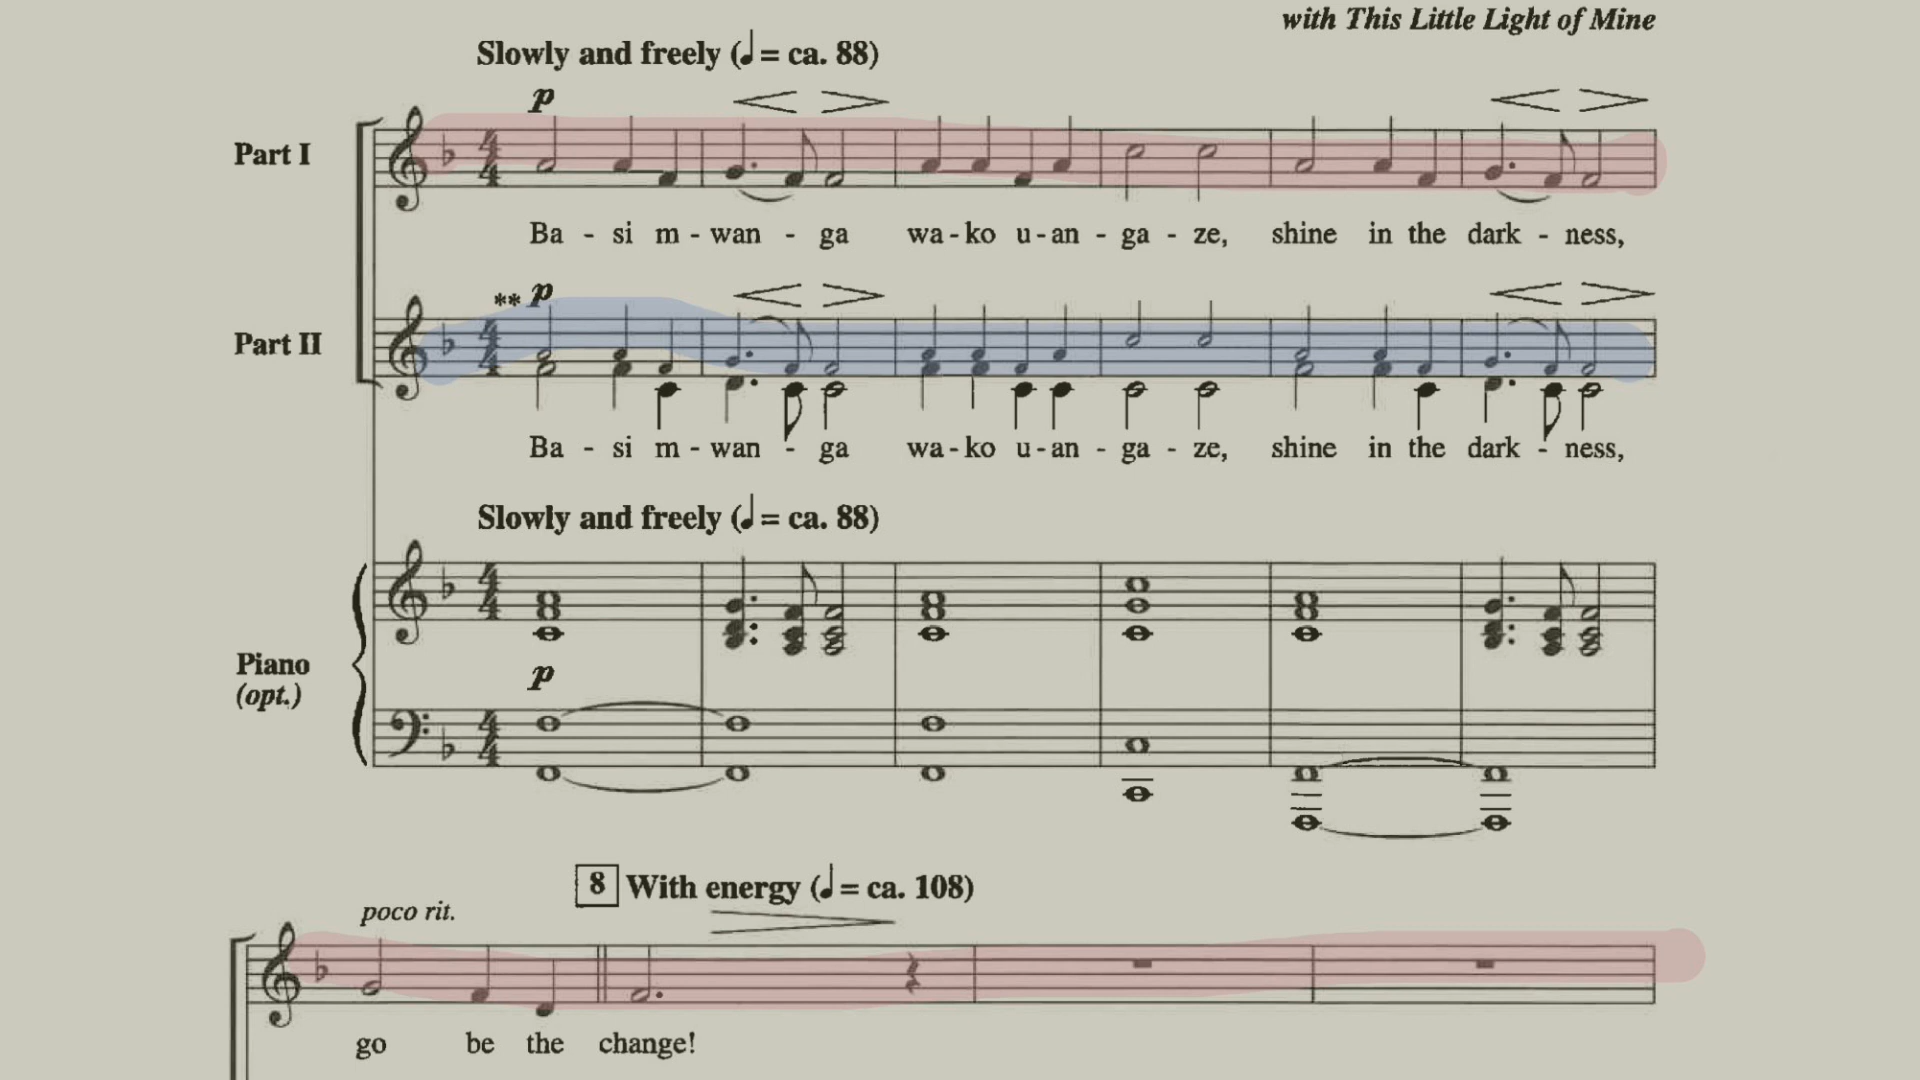 with This Little Light of Mine
Slowly and freely (♩ = ca. 88)
p
Part I
Ba - si m - wan - ga wa - ko u - an - ga - ze, shine in the dark - ness,
** p
Part II
Ba - si m - wan - ga wa - ko u - an - ga - ze, shine in the dark - ness,
Slowly and freely (♩ = ca. 88)
p
Piano
(opt.)
8 With energy (♩ = ca. 108)
poco rit.
go be the change!